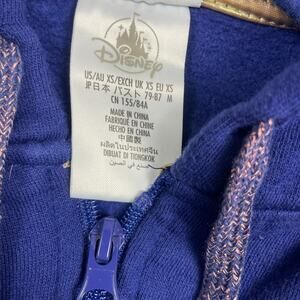 Disney
US/AU XS/EXCH UK XS EU XS
JP日本 バスト 79-87 M
CN 155/84A
MADE IN CHINA
FABRIQUÉ EN CHINE
HECHO EN CHINA
中國製
ผลิตในประเทศจีน
DIBUAT DI TIONGKOK
صنع في الصين